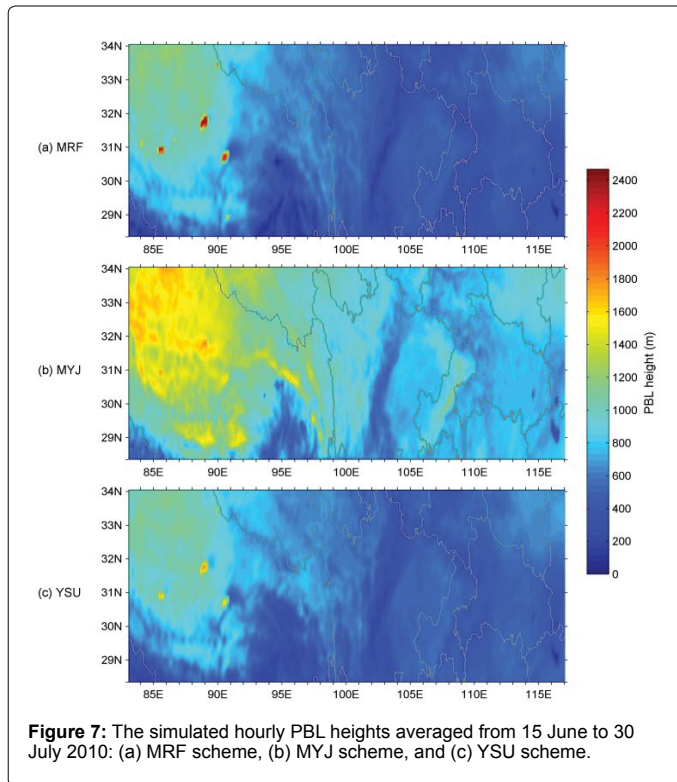 34N
33N
32N
(a) MRF
31N
30N
29N
85E 90E 95E 100E 105E 110E 115E
34N
33N
32N
(b) MYJ
31N
30N
29N
85E 90E 95E 100E 105E 110E 115E
34N
33N
32N
(c) YSU
31N
30N
29N
85E 90E 95E 100E 105E 110E 115E
2400
2200
2000
1800
1600
1400
1200
1000
800
600
400
200
0
PBL height (m)
Figure 7: The simulated hourly PBL heights averaged from 15 June to 30
July 2010: (a) MRF scheme, (b) MYJ scheme, and (c) YSU scheme.